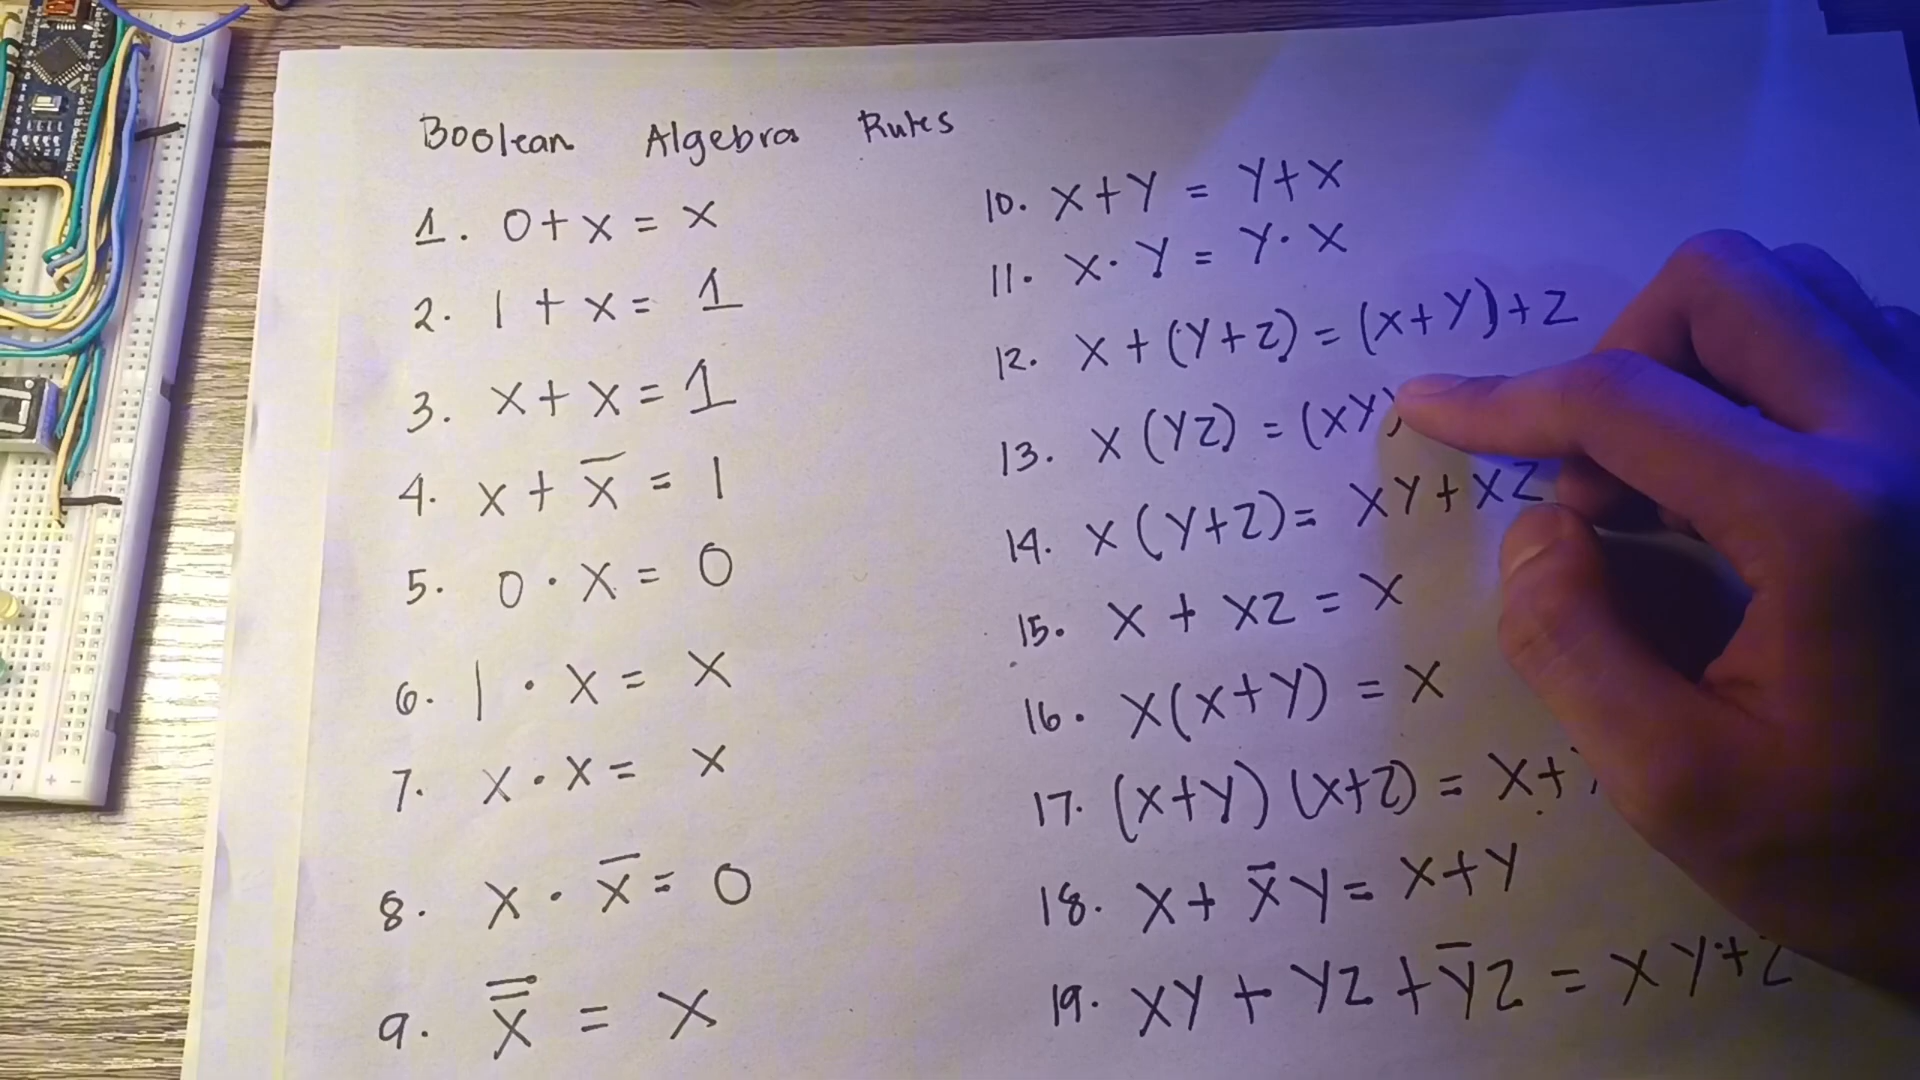 Boolean Algebra Rules
1. 0 + x = x
2. 1 + x = 1
3. x + x = 1
4. x + x̅ = 1
5. 0 · x = 0
6. 1 · x = x
7. x · x = x
8. x · x̅ = 0
9. x̿ = x
10. x + y = y + x
11. x · y = y · x
12. x + (y + z) = (x + y) + z
13. x (yz) = (xy)
14. x (y + z) = xy + xz
15. x + xz = x
16. x(x + y) = x
17. (x + y) (x + z) = x +
18. x + x̅ y = x + y
19. xy + yz + y̅z = xy + z